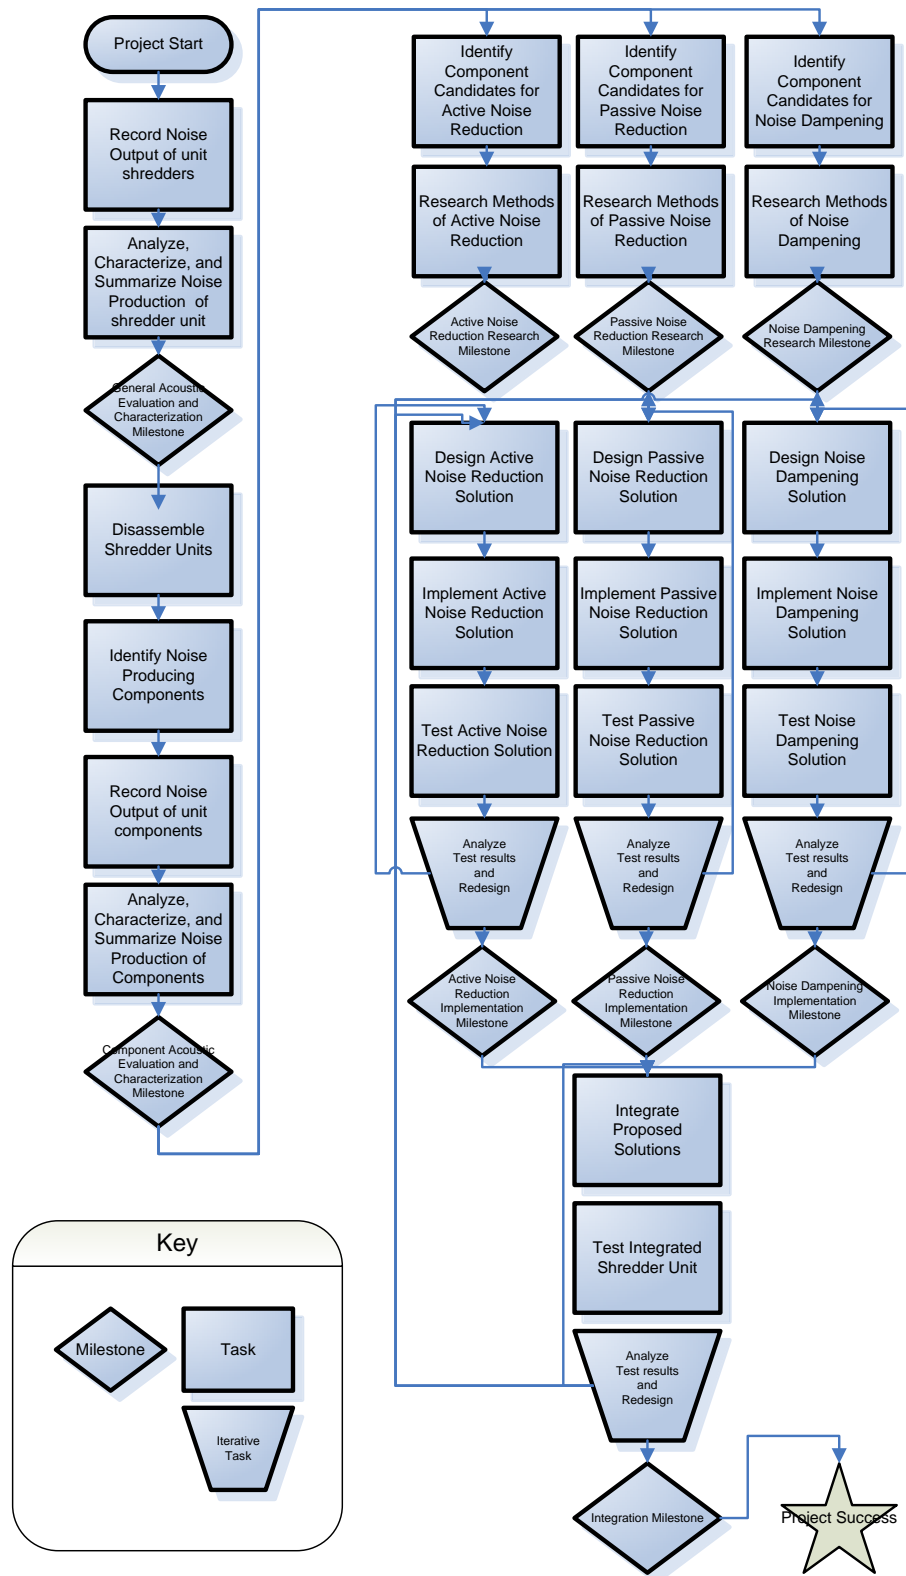 Project Start
Record Noise
Output of unit
shredders
Analyze,
Characterize, and
Summarize Noise
Production of
shredder unit
General Acoustic
Evaluation and
Characterization
Milestone
Disassemble
Shredder Units
Identify Noise
Producing
Components
Record Noise
Output of unit
components
Analyze,
Characterize, and
Summarize Noise
Production of
Components
Component Acoustic
Evaluation and
Characterization
Milestone
Identify
Component
Candidates for
Active Noise
Reduction
Identify
Component
Candidates for
Passive Noise
Reduction
Identify
Component
Candidates for
Noise Dampening
Research Methods
of Active Noise
Reduction
Research Methods
of Passive Noise
Reduction
Research Methods
of Noise
Dampening
Active Noise
Reduction Research
Milestone
Passive Noise
Reduction Research
Milestone
Noise Dampening
Research Milestone
Design Active
Noise Reduction
Solution
Design Passive
Noise Reduction
Solution
Design Noise
Dampening
Solution
Implement Active
Noise Reduction
Solution
Implement Passive
Noise Reduction
Solution
Implement Noise
Dampening
Solution
Test Active Noise
Reduction Solution
Test Passive
Noise Reduction
Solution
Test Noise
Dampening
Solution
Analyze
Test results
and
Redesign
Analyze
Test results
and
Redesign
Analyze
Test results
and
Redesign
Active Noise
Reduction
Implementation
Milestone
Passive Noise
Reduction
Implementation
Milestone
Noise Dampening
Implementation
Milestone
Integrate
Proposed
Solutions
Test Integrated
Shredder Unit
Analyze
Test results
and
Redesign
Integration Milestone
Project Success
Key
Milestone
Task
Iterative
Task